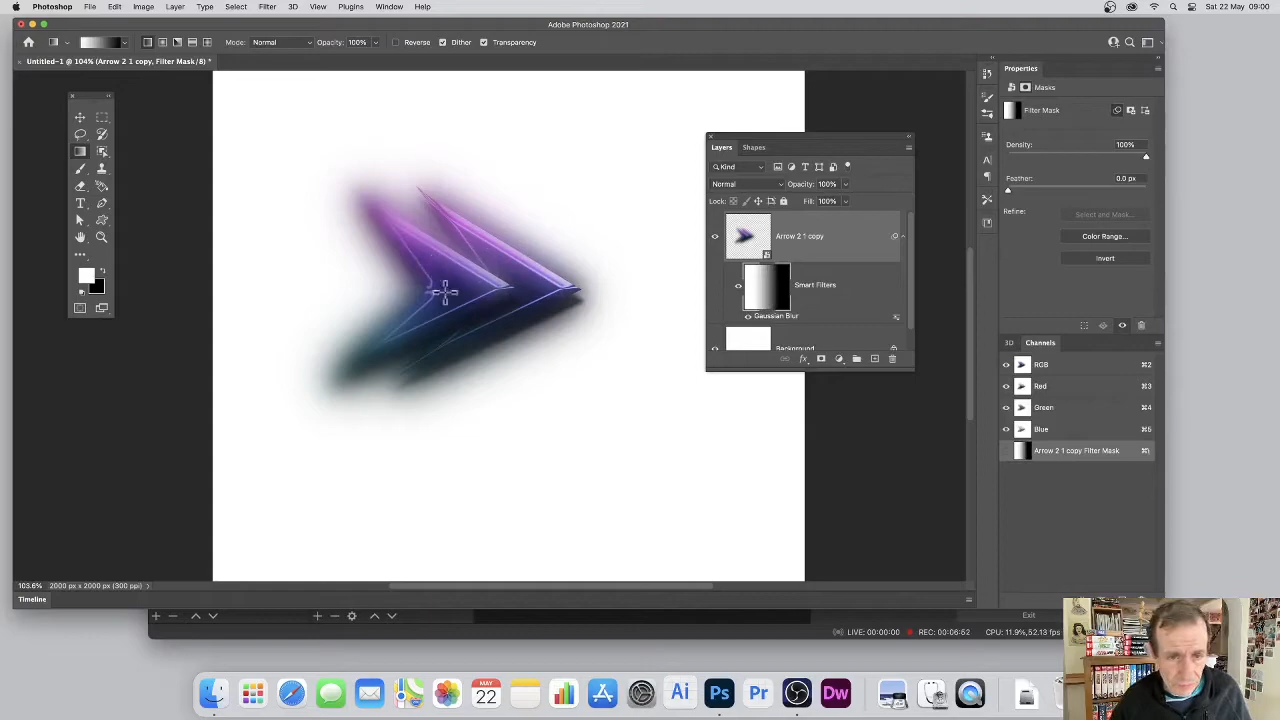 Photoshop File Edit Image Layer Type Select Filter 3D View Plugins Window Help Sat 22 May 09:00
Adobe Photoshop 2021
Mode: Normal Opacity: 100% Reverse Dither Transparency
Untitled-1 @ 104% (Arrow 2 1 copy, Filter Mask/8) *
Properties
Masks
Filter Mask
Density: 100%
Feather: 0.0 px
Refine: Select and Mask...
Color Range...
Invert
Layers Shapes
Kind
Normal Opacity: 100%
Lock: Fill: 100%
Arrow 2 1 copy
Smart Filters
Gaussian Blur
Background
3D Channels
RGB ⌘2
Red ⌘3
Green ⌘4
Blue ⌘5
Arrow 2 1 copy Filter Mask ⌘\
103.6% 2000 px x 2000 px (300 ppi)
Timeline
Exit
LIVE: 00:00:00 REC: 00:06:52 CPU: 11.9%, 52.13 fps
MAY
22
Ai Ps Pr Dw